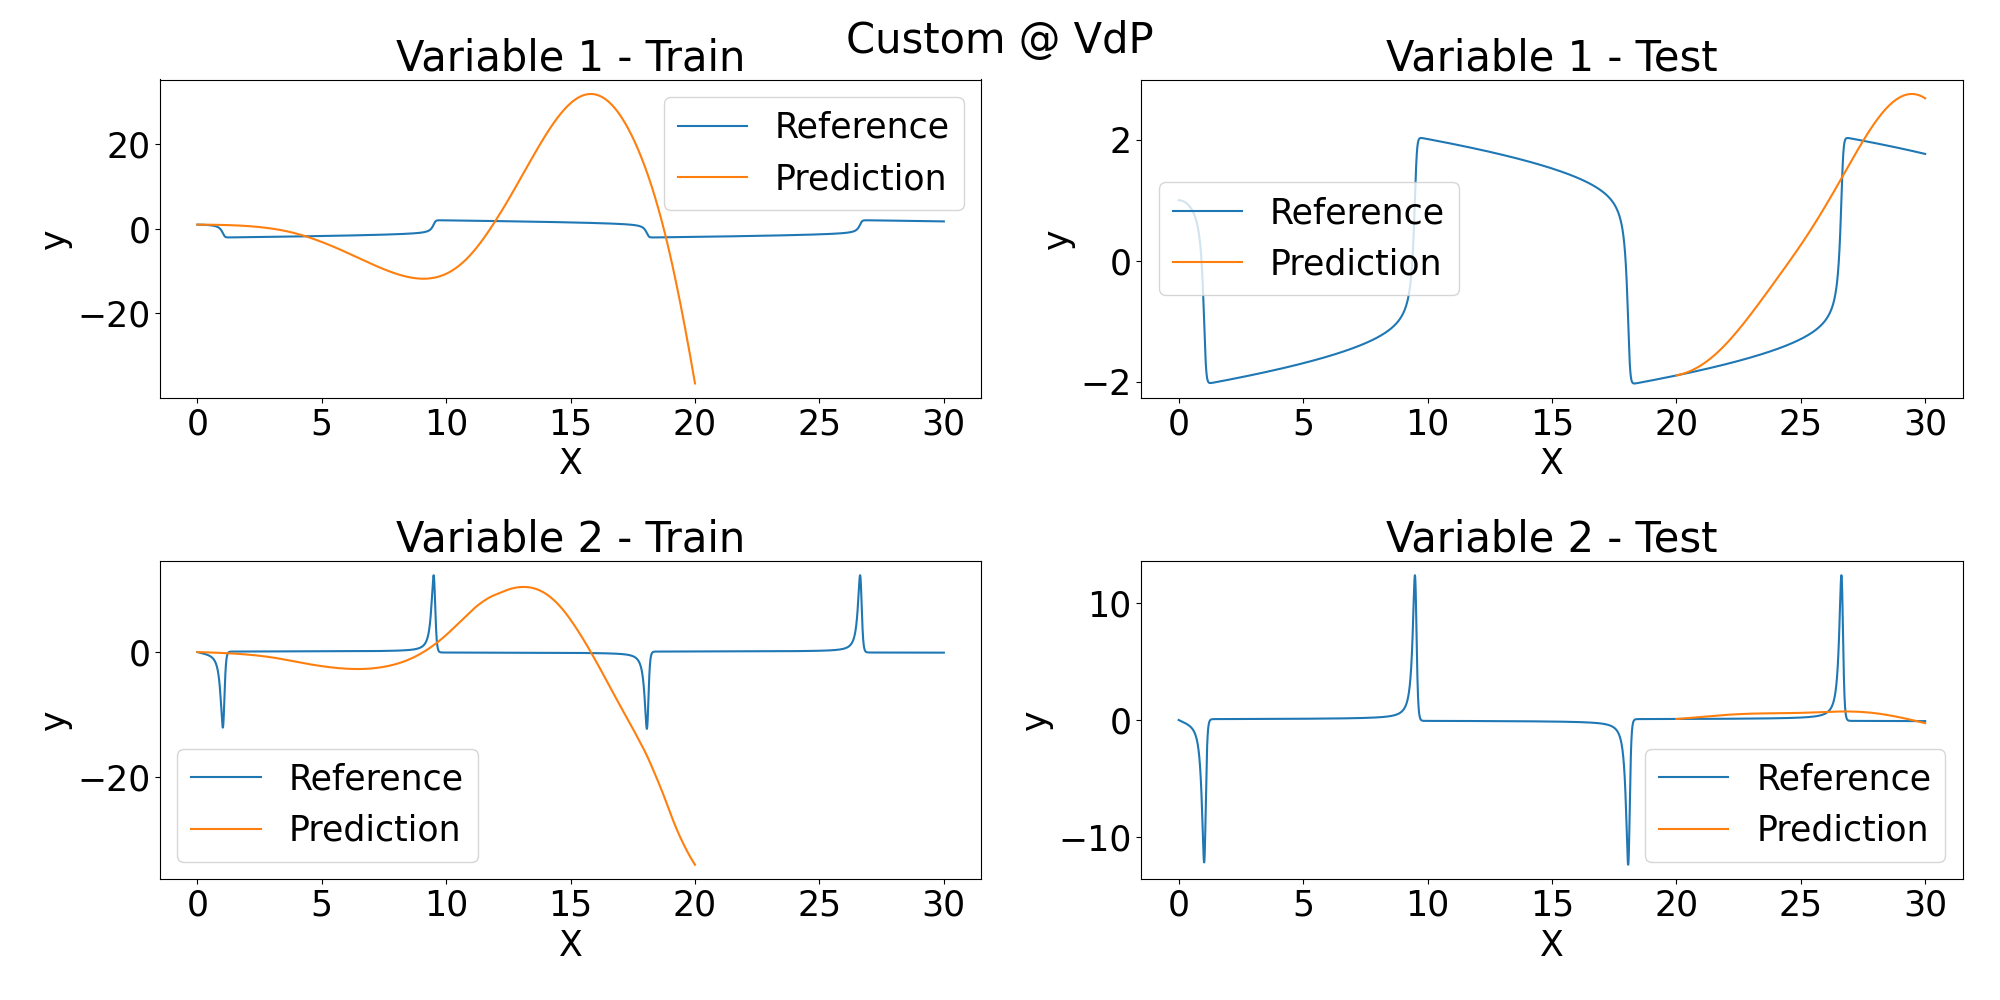 Custom @ VdP
Variable 1 - Train
y
20
0
−20
Reference
Prediction
0 5 10 15 20 25 30
X
Variable 1 - Test
y
2
0
−2
Reference
Prediction
0 5 10 15 20 25 30
X
Variable 2 - Train
y
0
−20
Reference
Prediction
0 5 10 15 20 25 30
X
Variable 2 - Test
y
10
0
−10
Reference
Prediction
0 5 10 15 20 25 30
X